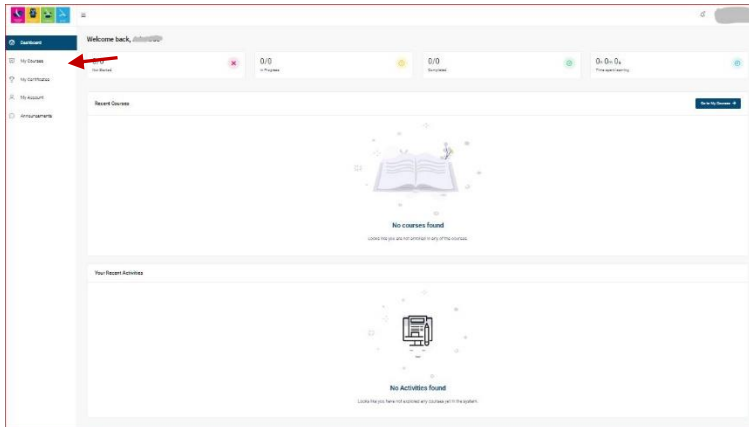 Welcome back,
Dashboard
My Courses
My Certificates
My Account
Announcements
0/0
Not Started
0/0
In Progress
0/0
Completed
0h 0m 0s
Time spent learning
Recent Courses
Go to My Courses
No courses found
Looks like you are not enrolled in any of the courses.
Your Recent Activities
No Activities found
Looks like you have not explored any courses yet in the system.